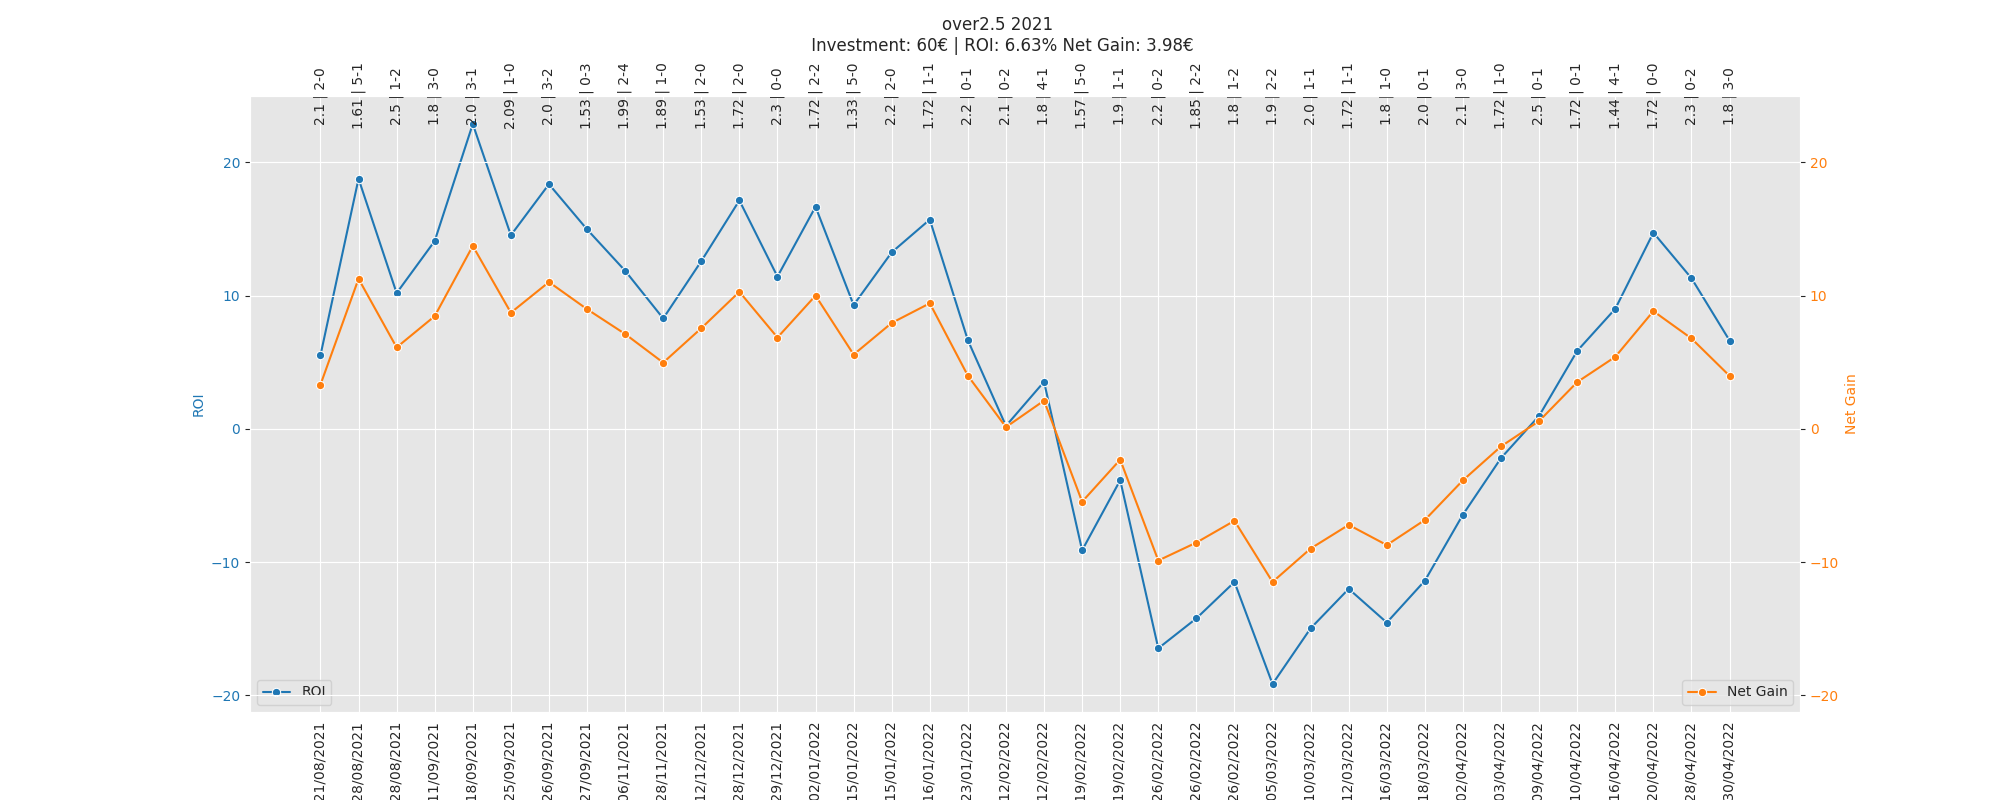 over2.5 2021
Investment: 60€ | ROI: 6.63% Net Gain: 3.98€
2.1 | 2-0
1.61 | 5-1
2.5 | 1-2
1.8 | 3-0
2.0 | 3-1
2.09 | 1-0
2.0 | 3-2
1.53 | 0-3
1.99 | 2-4
1.89 | 1-0
1.53 | 2-0
1.72 | 2-0
2.3 | 0-0
1.72 | 2-2
1.33 | 5-0
2.2 | 2-0
1.72 | 1-1
2.2 | 0-1
2.1 | 0-2
1.8 | 4-1
1.57 | 5-0
1.9 | 1-1
2.2 | 0-2
1.85 | 2-2
1.8 | 1-2
1.9 | 2-2
2.0 | 1-1
1.72 | 1-1
1.8 | 1-0
2.0 | 0-1
2.1 | 3-0
1.72 | 1-0
2.5 | 0-1
1.72 | 0-1
1.44 | 4-1
1.72 | 0-0
2.3 | 0-2
1.8 | 3-0
20
10
0
−10
−20
ROI
20
10
0
−10
−20
Net Gain
ROI
Net Gain
21/08/2021
28/08/2021
28/08/2021
11/09/2021
18/09/2021
25/09/2021
26/09/2021
27/09/2021
06/11/2021
28/11/2021
12/12/2021
28/12/2021
29/12/2021
02/01/2022
15/01/2022
15/01/2022
16/01/2022
23/01/2022
12/02/2022
12/02/2022
19/02/2022
19/02/2022
26/02/2022
26/02/2022
26/02/2022
05/03/2022
10/03/2022
12/03/2022
16/03/2022
18/03/2022
02/04/2022
03/04/2022
09/04/2022
10/04/2022
16/04/2022
20/04/2022
28/04/2022
30/04/2022